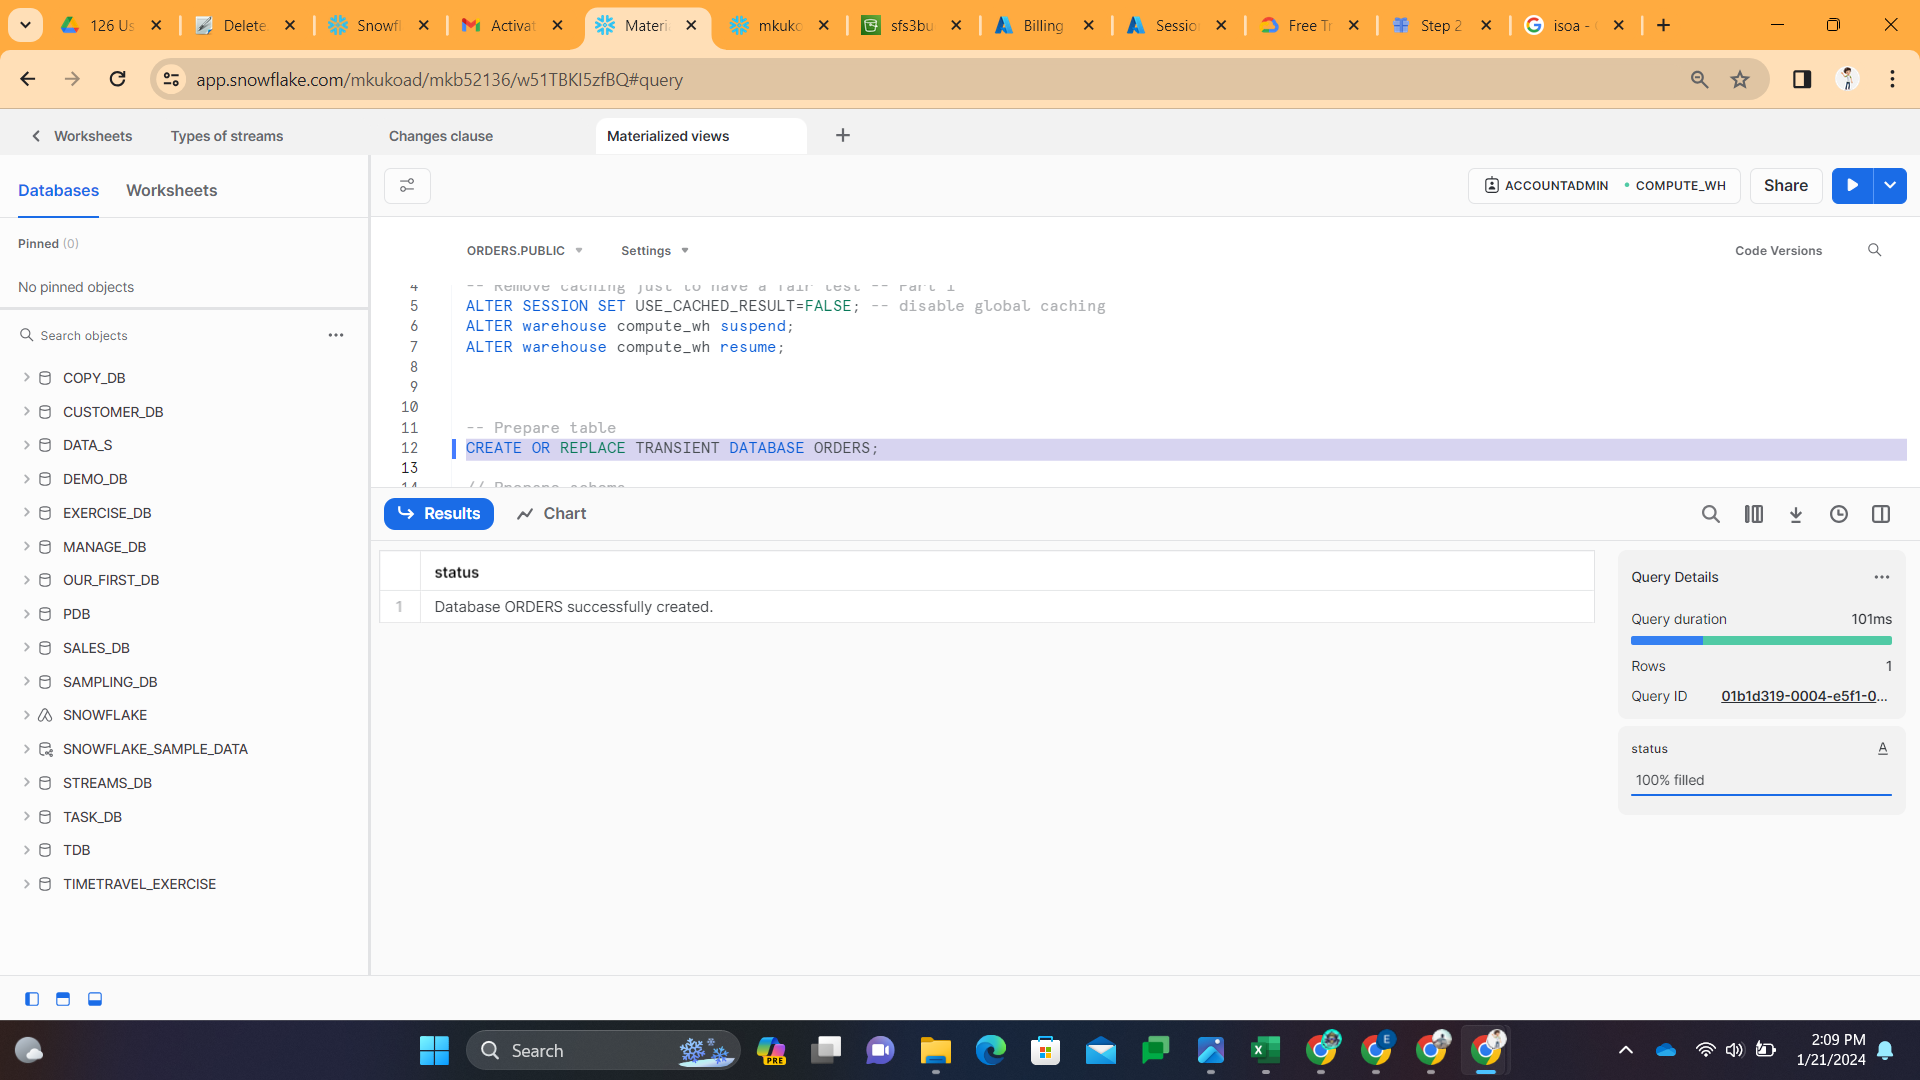 126 Us
Delete
Snowfl
Activat
Materi
mkuko
sfs3bu
Billing
Sessio
Free Tr
Step 2
isoa -
app.snowflake.com/mkukoad/mkb52136/w51TBKI5zfBQ#query
Worksheets
Types of streams
Changes clause
Materialized views
Databases
Worksheets
ACCOUNTADMIN
COMPUTE_WH
Share
Pinned (0)
No pinned objects
ORDERS.PUBLIC
Settings
Code Versions
4 -- Remove caching just to have a fair test -- Part 1
5 ALTER SESSION SET USE_CACHED_RESULT=FALSE; -- disable global caching
6 ALTER warehouse compute_wh suspend;
7 ALTER warehouse compute_wh resume;
8
9
10
11 -- Prepare table
12 CREATE OR REPLACE TRANSIENT DATABASE ORDERS;
13
14 // Prepare schema
Search objects
COPY_DB
CUSTOMER_DB
DATA_S
DEMO_DB
EXERCISE_DB
MANAGE_DB
OUR_FIRST_DB
PDB
SALES_DB
SAMPLING_DB
SNOWFLAKE
SNOWFLAKE_SAMPLE_DATA
STREAMS_DB
TASK_DB
TDB
TIMETRAVEL_EXERCISE
Results
Chart
status
1 Database ORDERS successfully created.
Query Details
Query duration 101ms
Rows 1
Query ID 01b1d319-0004-e5f1-0...
status A
100% filled
Search
PRE
E
2:09 PM
1/21/2024